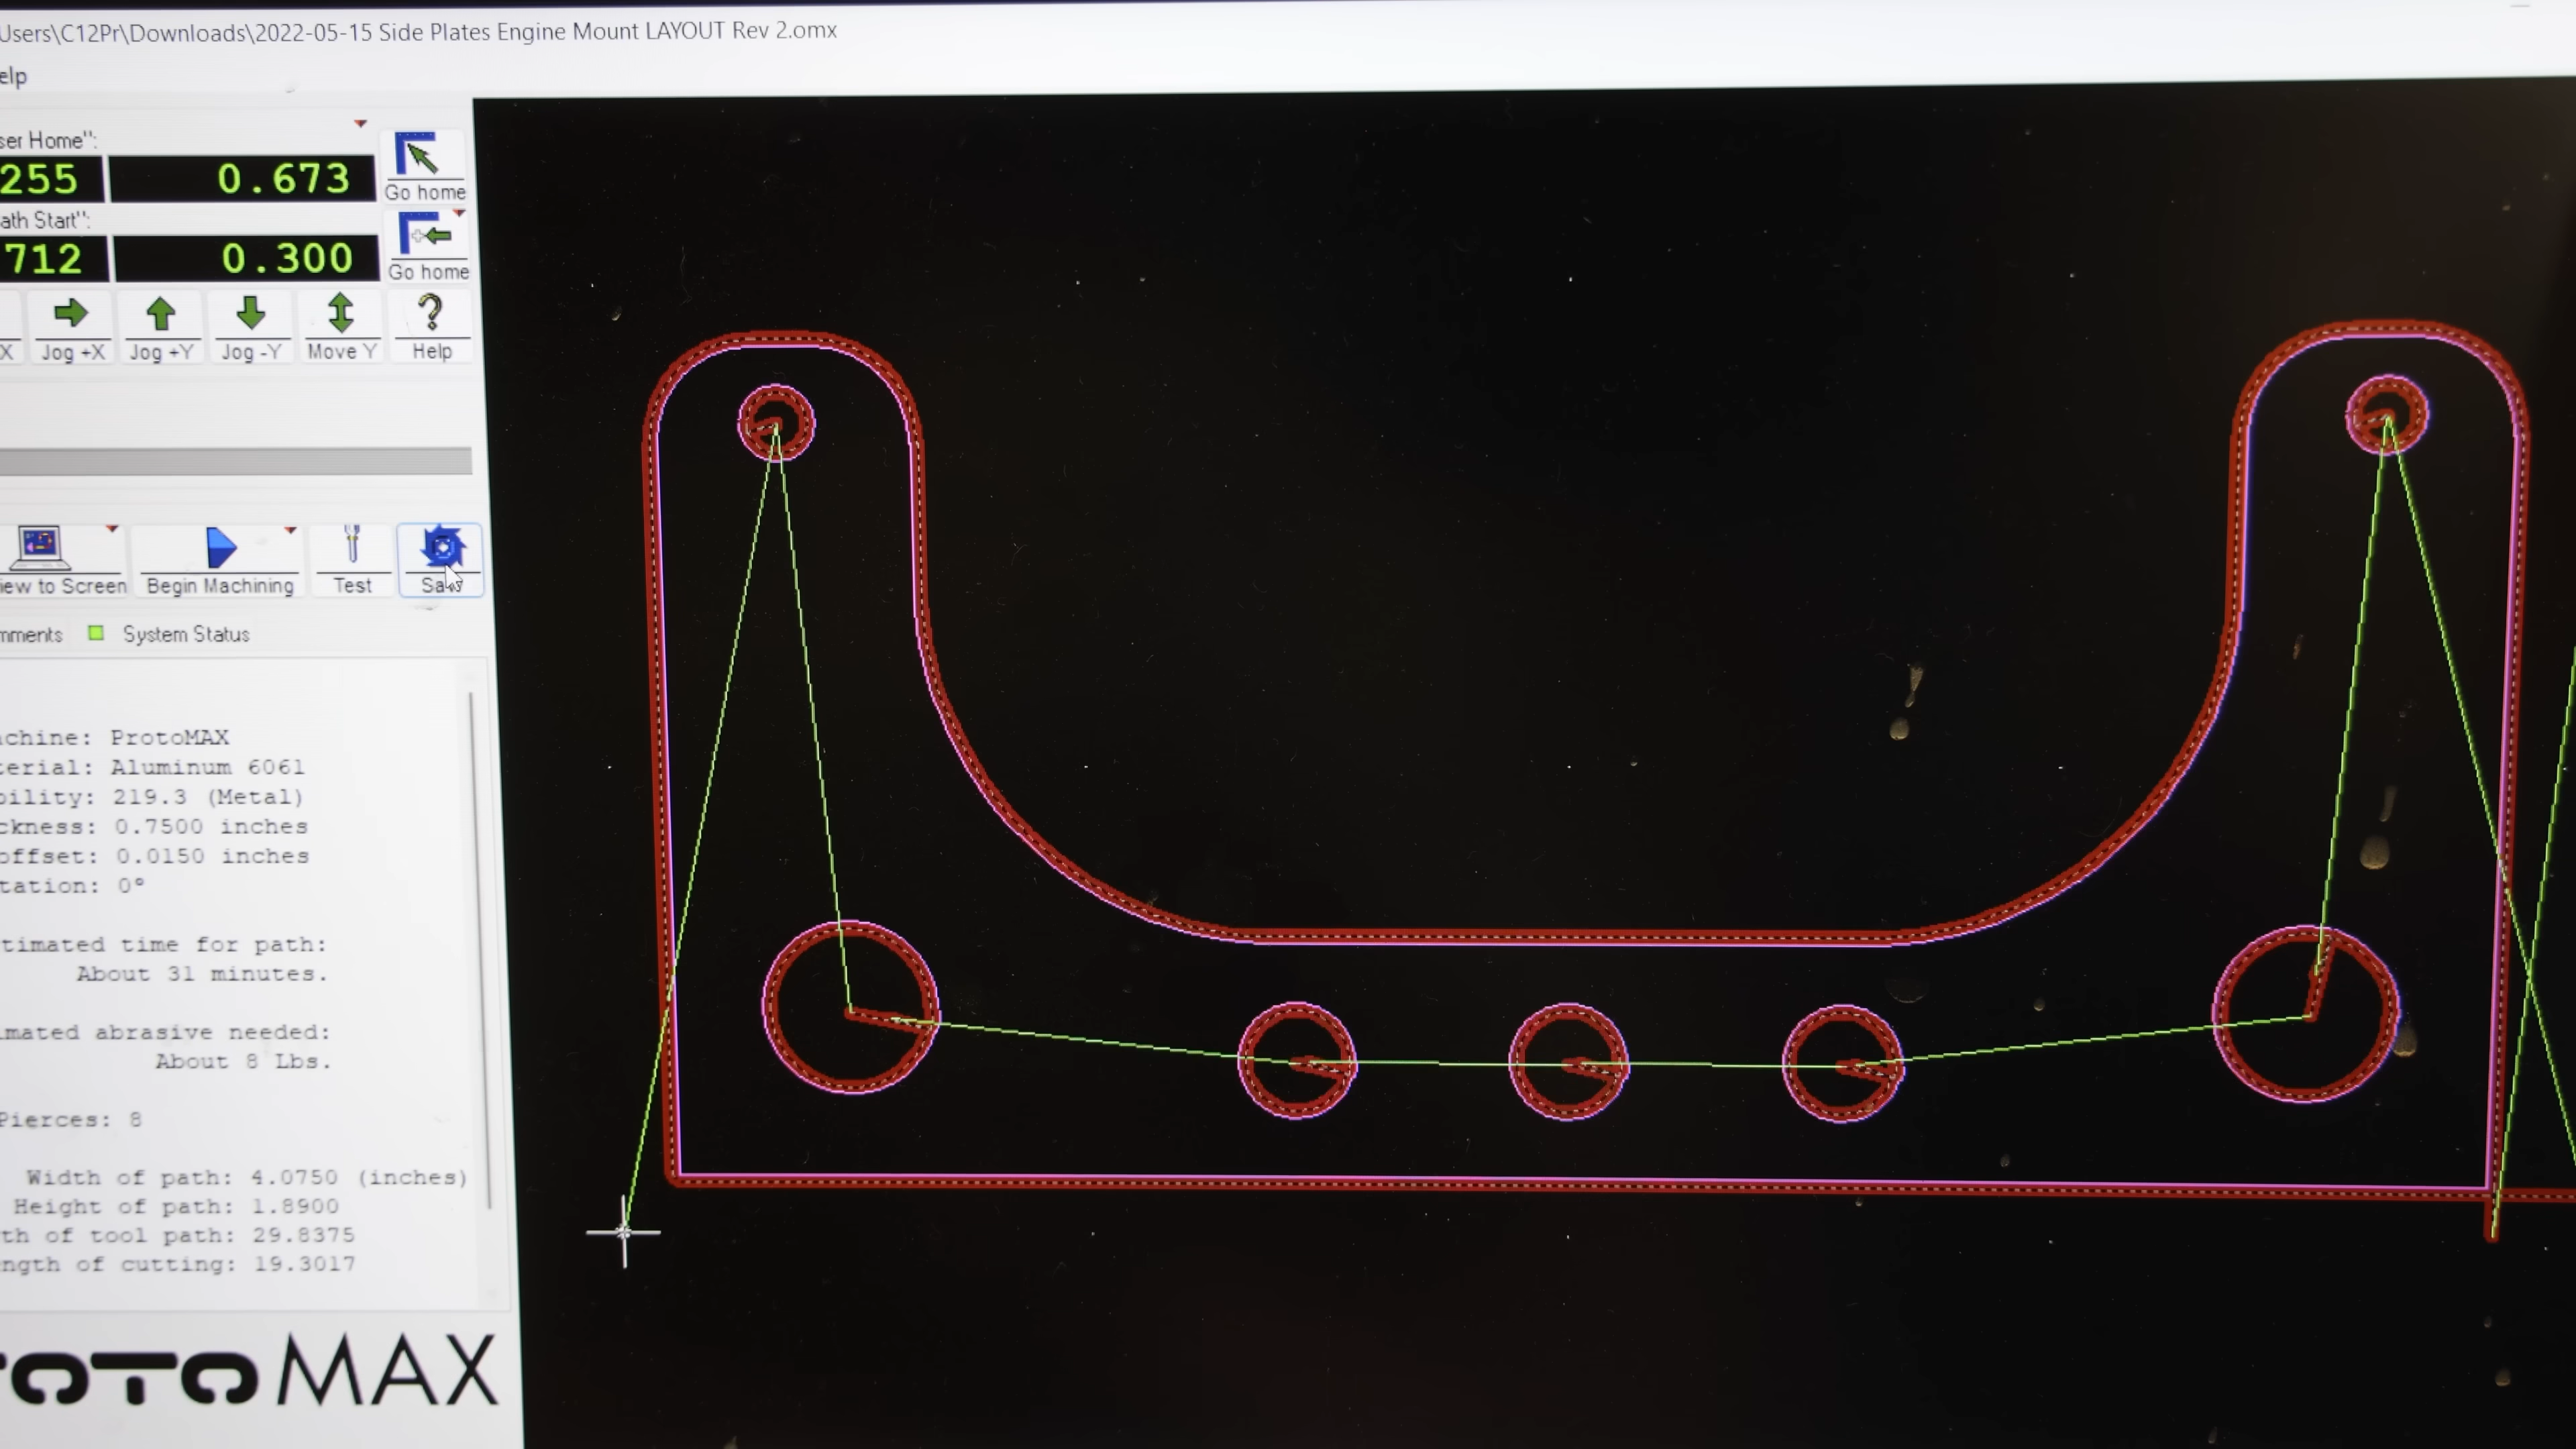 Users\C12Pr\Downloads\2022-05-15 Side Plates Engine Mount LAYOUT Rev 2.omx
elp
ser Home":
255 0.673 Go home
ath Start":
712 0.300 Go home
X Jog +X Jog +Y Jog -Y Move Y Help
iew to Screen Begin Machining Test
mments System Status
achine: ProtoMAX
terial: Aluminum 6061
bility: 219.3 (Metal)
ckness: 0.7500 inches
offset: 0.0150 inches
tation: 0°
timated time for path:
About 31 minutes.
imated abrasive needed:
About 8 Lbs.
Pierces: 8
Width of path: 4.0750 (inches)
Height of path: 1.8900
th of tool path: 29.8375
ngth of cutting: 19.3017
OTOMAX